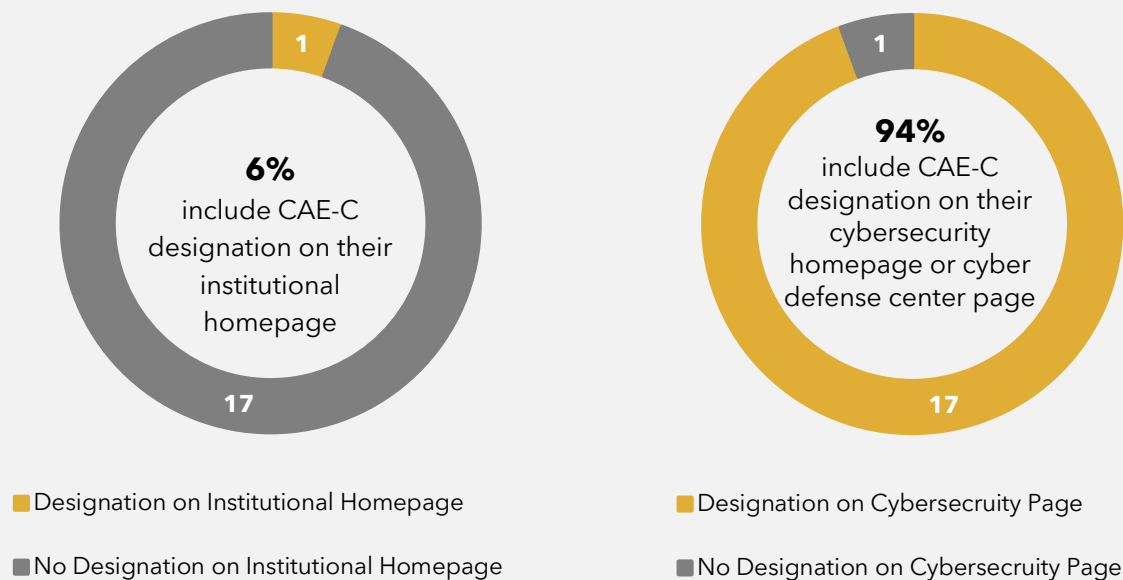 1
6%
include CAE-C
designation on their
institutional
homepage
17
Designation on Institutional Homepage
No Designation on Institutional Homepage
1
94%
include CAE-C
designation on their
cybersecurity
homepage or cyber
defense center page
17
Designation on Cybersecruity Page
No Designation on Cybersecruity Page